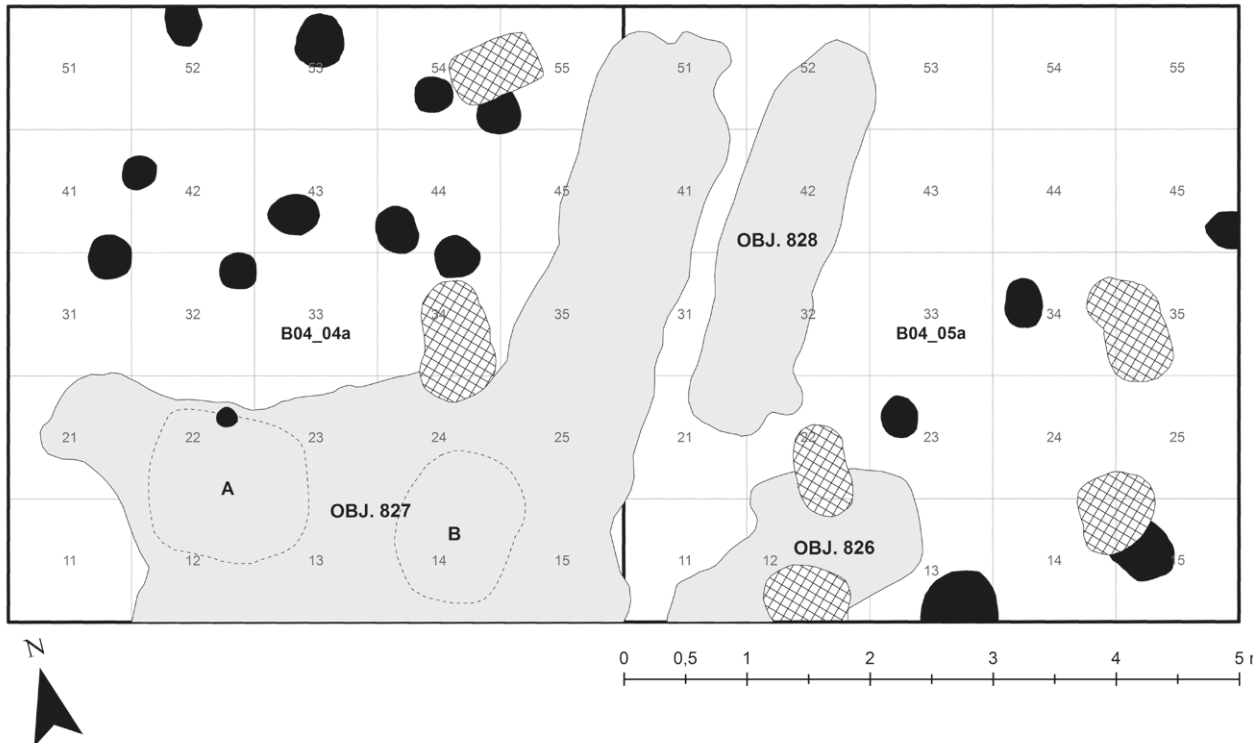 51 52 53 54 55 51 52 53 54 55
41 42 43 44 45 41 42 43 44 45
OBJ. 828
31 32 33 34 35 31 32 33 34 35
B04_04a B04_05a
21 22 23 24 25 21 22 23 24 25
A
OBJ. 827
B
OBJ. 826
11 12 13 14 15 11 12 13 14 15
N
0 0,5 1 2 3 4 5